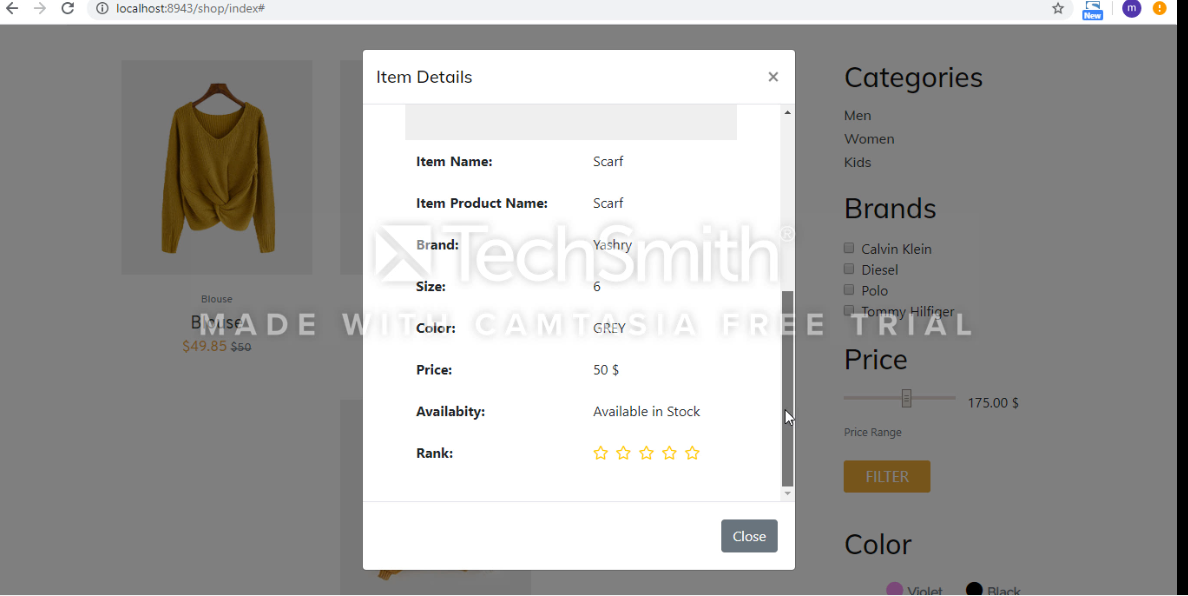 localhost:8943/shop/index#
New
m
Item Details
×
Item Name: Scarf
Item Product Name: Scarf
Brand: Yashry
Size: 6
Color: GREY
Price: 50 $
Availabity: Available in Stock
Rank:
Close
TechSmith®
MADE WITH CAMTASIA FREE TRIAL
Blouse
Blouse
$49.85 $50
Categories
Men
Women
Kids
Brands
Calvin Klein
Diesel
Polo
Tommy Hilfiger
Price
175.00 $
Price Range
FILTER
Color
Violet Black